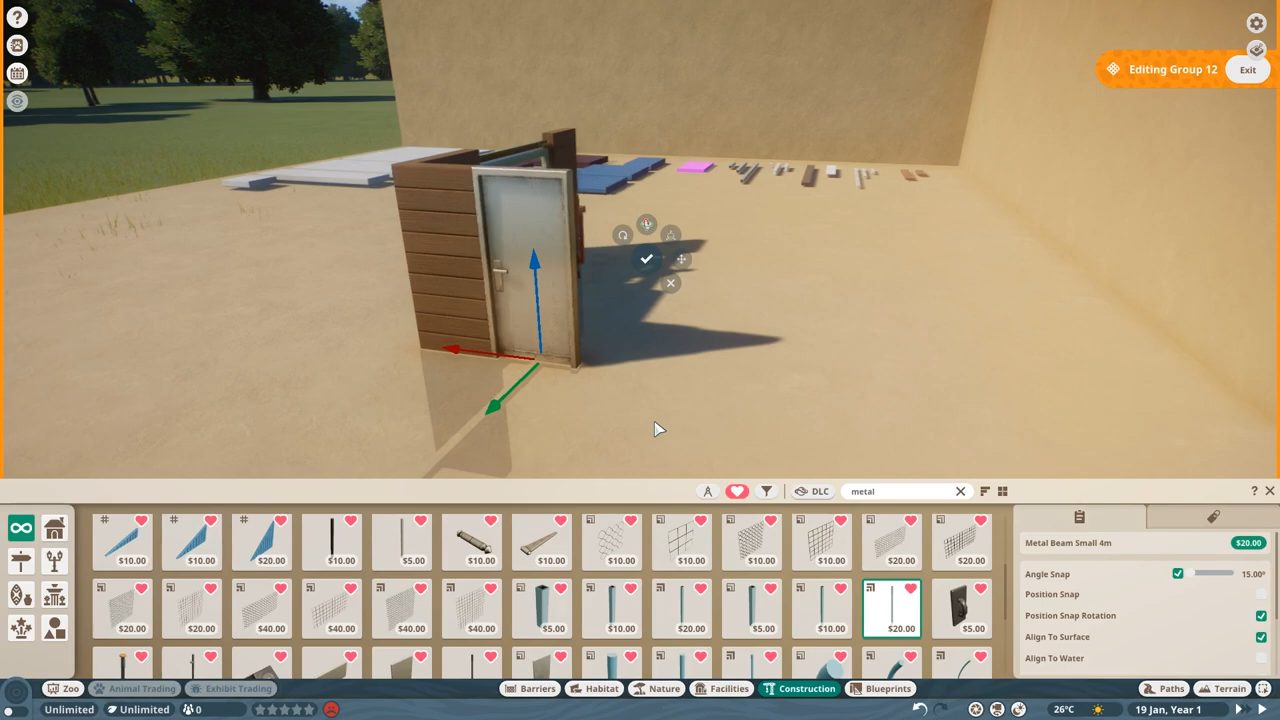 Editing Group 12
Exit
DLC
metal
?
$10.00 $10.00 $20.00 $10.00 $5.00 $10.00 $10.00 $10.00 $10.00 $10.00 $10.00 $20.00 $20.00
Metal Beam Small 4m $20.00
Angle Snap 15.00°
Position Snap
Position Snap Rotation
Align To Surface
Align To Water
$20.00 $20.00 $40.00 $40.00 $40.00 $40.00 $5.00 $10.00 $20.00 $5.00 $10.00 $20.00 $5.00
Zoo Animal Trading Exhibit Trading Barriers Habitat Nature Facilities Construction Blueprints Paths Terrain
Unlimited Unlimited 0 26°C 19 Jan, Year 1